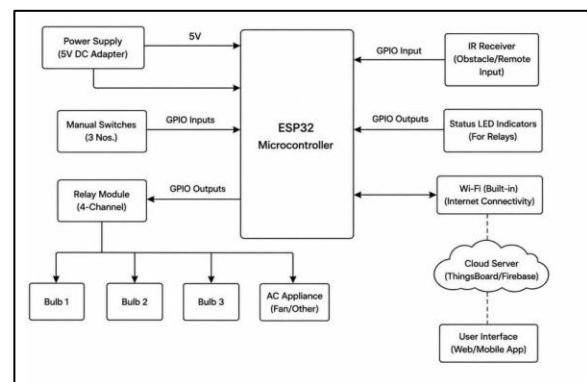 Power Supply
(5V DC Adapter)
5V
GPIO Input
IR Receiver
(Obstacle/Remote
Input)
Manual Switches
(3 Nos.)
GPIO Inputs
ESP32
Microcontroller
GPIO Outputs
Status LED Indicators
(For Relays)
Relay Module
(4-Channel)
GPIO Outputs
Wi-Fi (Built-in)
(Internet Connectivity)
Cloud Server
(ThingsBoard/Firebase)
Bulb 1
Bulb 2
Bulb 3
AC Appliance
(Fan/Other)
User Interface
(Web/Mobile App)